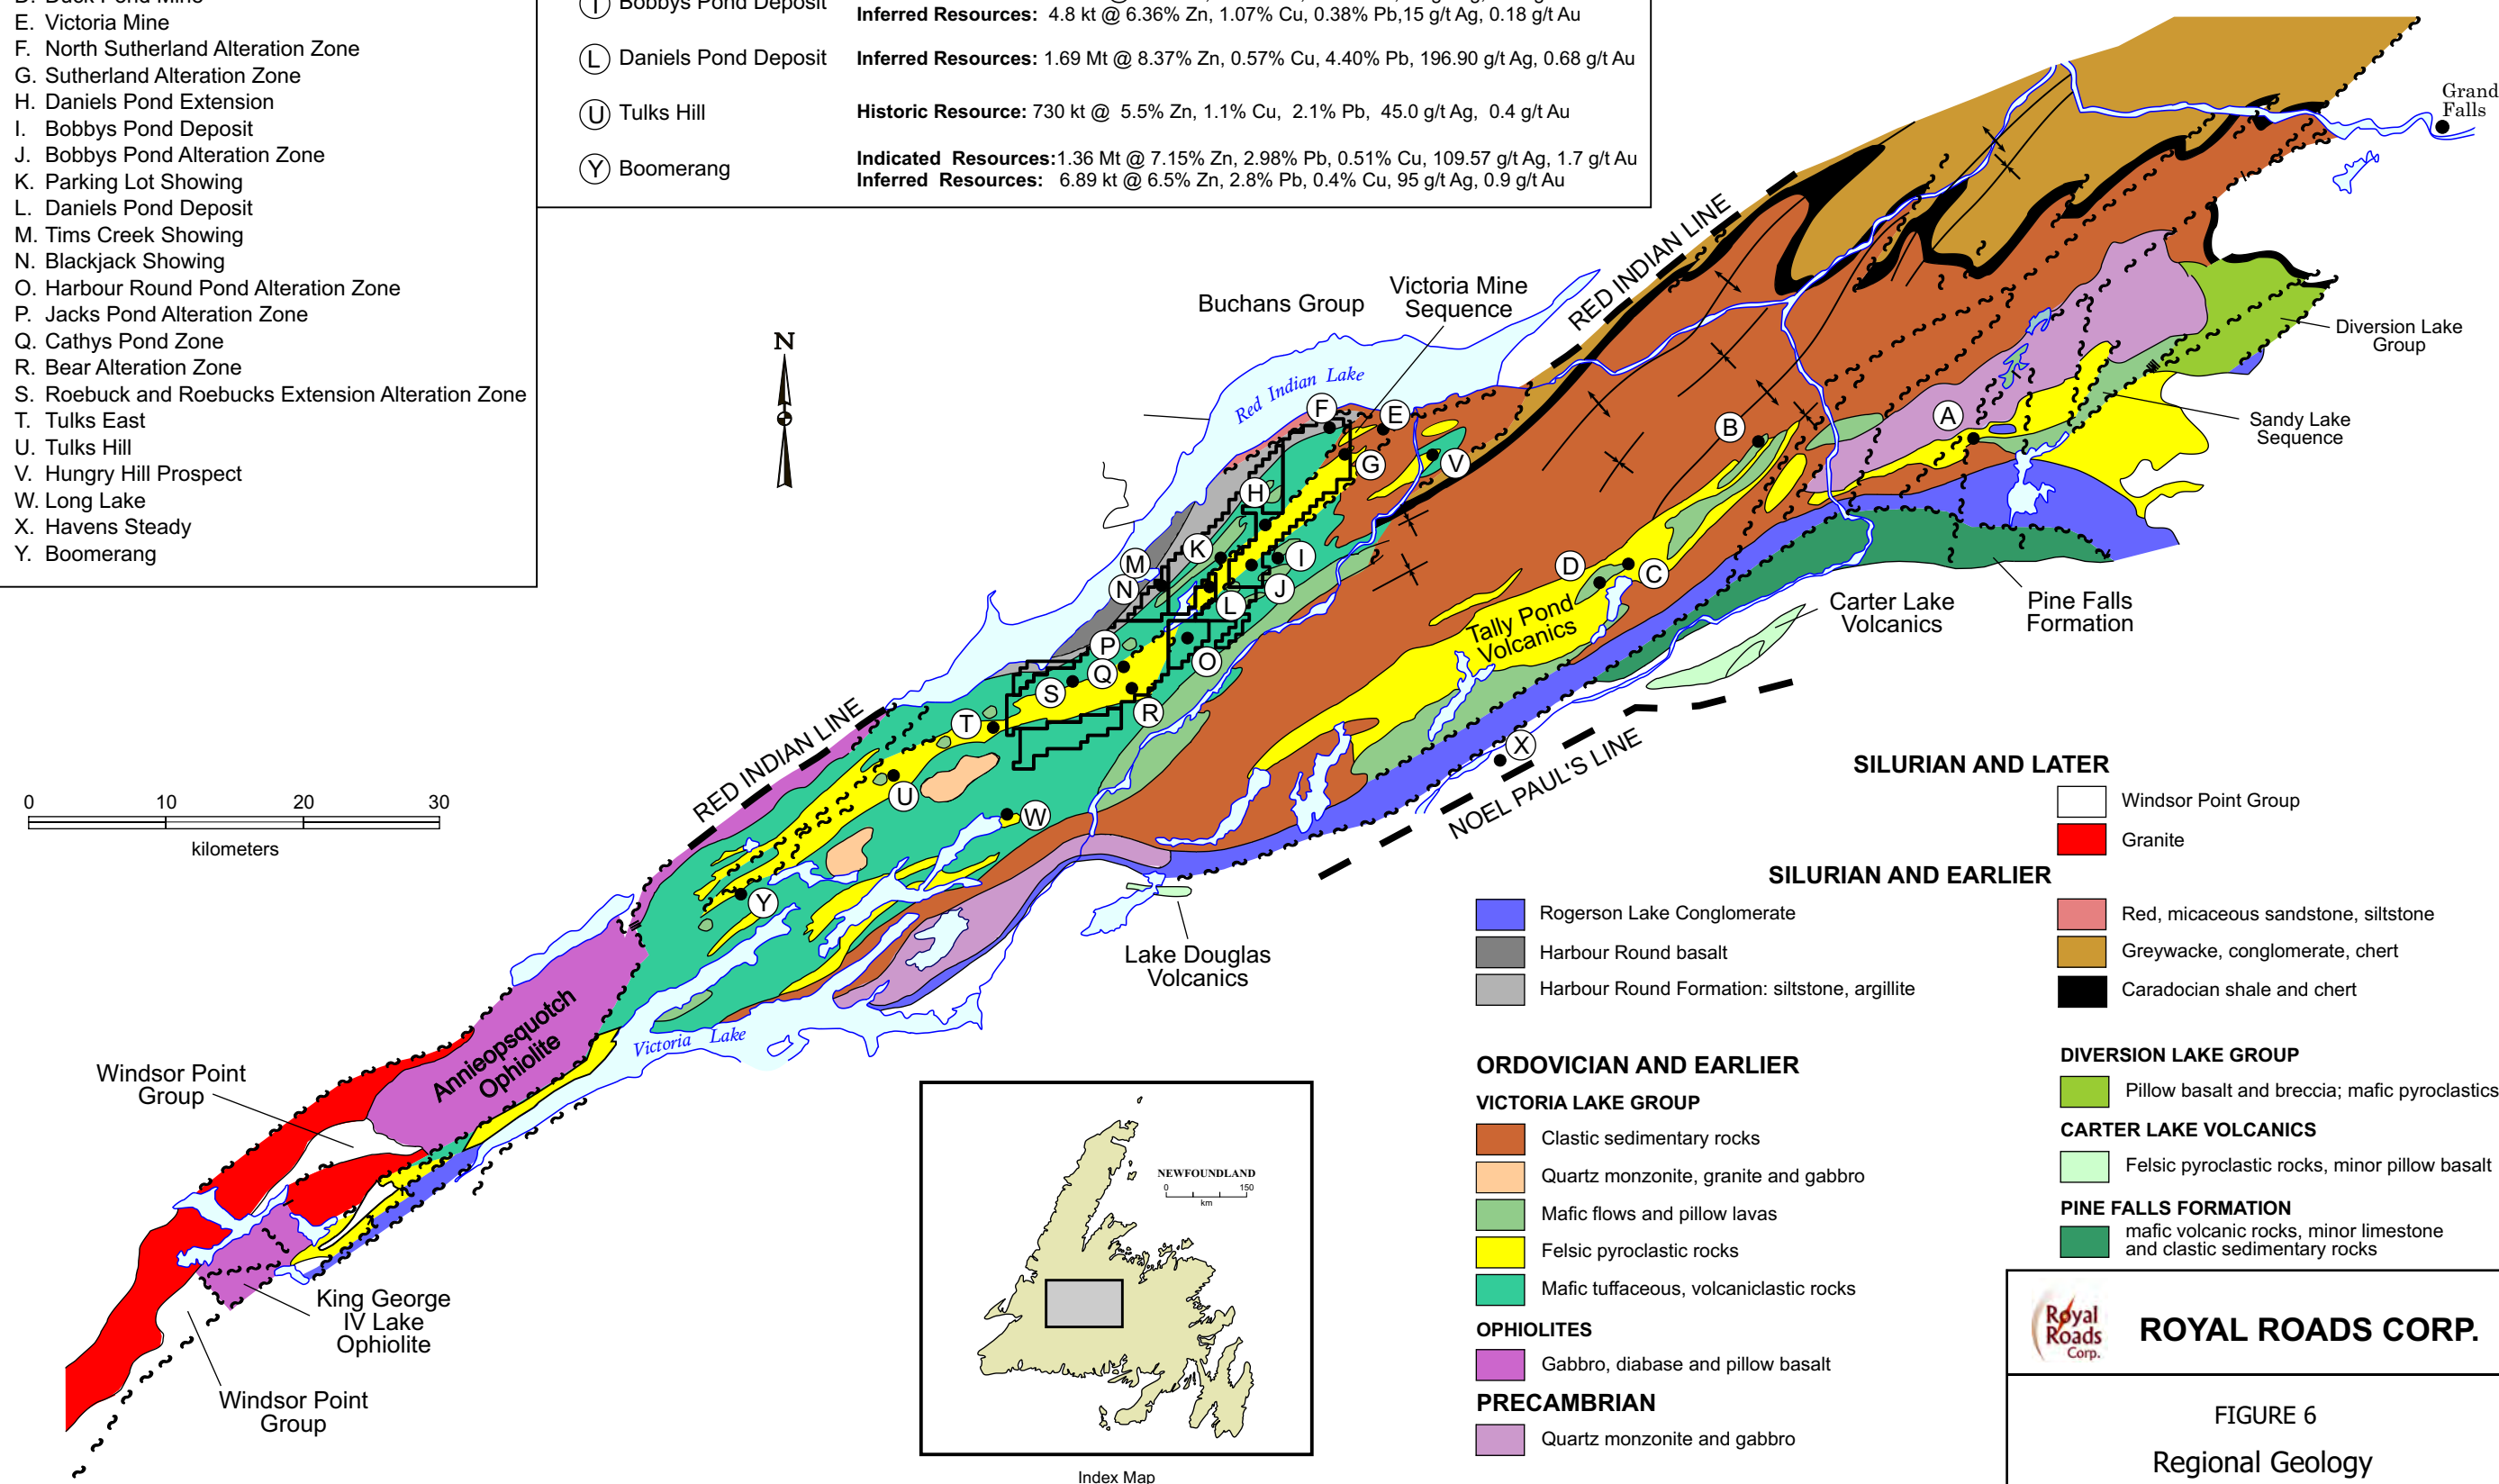 E. Victoria Mine
F. North Sutherland Alteration Zone
G. Sutherland Alteration Zone
H. Daniels Pond Extension
I. Bobbys Pond Deposit
J. Bobbys Pond Alteration Zone
K. Parking Lot Showing
L. Daniels Pond Deposit
M. Tims Creek Showing
N. Blackjack Showing
O. Harbour Round Pond Alteration Zone
P. Jacks Pond Alteration Zone
Q. Cathys Pond Zone
R. Bear Alteration Zone
S. Roebuck and Roebucks Extension Alteration Zone
T. Tulks East
U. Tulks Hill
V. Hungry Hill Prospect
W. Long Lake
X. Havens Steady
Y. Boomerang
Bobbys Pond Deposit
Inferred Resources: 4.8 kt @ 6.36% Zn, 1.07% Cu, 0.38% Pb,15 g/t Ag, 0.18 g/t Au
L Daniels Pond Deposit Inferred Resources: 1.69 Mt @ 8.37% Zn, 0.57% Cu, 4.40% Pb, 196.90 g/t Ag, 0.68 g/t Au
U Tulks Hill Historic Resource: 730 kt @ 5.5% Zn, 1.1% Cu, 2.1% Pb, 45.0 g/t Ag, 0.4 g/t Au
Y Boomerang Indicated Resources:1.36 Mt @ 7.15% Zn, 2.98% Pb, 0.51% Cu, 109.57 g/t Ag, 1.7 g/t Au
Inferred Resources: 6.89 kt @ 6.5% Zn, 2.8% Pb, 0.4% Cu, 95 g/t Ag, 0.9 g/t Au
Grand
Falls
RED INDIAN LINE
Buchans Group
Victoria Mine
Sequence
Red Indian Lake
N
Diversion Lake
Group
Sandy Lake
Sequence
F
E
A
B
G
V
H
K
I
M
N
J
L
D
C
Tally Pond
Volcanics
Carter Lake
Volcanics
Pine Falls
Formation
P
O
Q
S
R
T
X
RED INDIAN LINE
NOEL PAUL'S LINE
U
W
Y
0 10 20 30
kilometers
Lake Douglas
Volcanics
Victoria Lake
Annieopsquotch
Ophiolite
Windsor Point
Group
King George
IV Lake
Ophiolite
Windsor Point
Group
NEWFOUNDLAND
0 150
km
Index Map
SILURIAN AND LATER
Windsor Point Group
Granite
SILURIAN AND EARLIER
Rogerson Lake Conglomerate
Harbour Round basalt
Harbour Round Formation: siltstone, argillite
Red, micaceous sandstone, siltstone
Greywacke, conglomerate, chert
Caradocian shale and chert
ORDOVICIAN AND EARLIER
VICTORIA LAKE GROUP
Clastic sedimentary rocks
Quartz monzonite, granite and gabbro
Mafic flows and pillow lavas
Felsic pyroclastic rocks
Mafic tuffaceous, volcaniclastic rocks
OPHIOLITES
Gabbro, diabase and pillow basalt
PRECAMBRIAN
Quartz monzonite and gabbro
DIVERSION LAKE GROUP
Pillow basalt and breccia; mafic pyroclastics
CARTER LAKE VOLCANICS
Felsic pyroclastic rocks, minor pillow basalt
PINE FALLS FORMATION
mafic volcanic rocks, minor limestone
and clastic sedimentary rocks
Royal
Roads
Corp.
ROYAL ROADS CORP.
FIGURE 6
Regional Geology